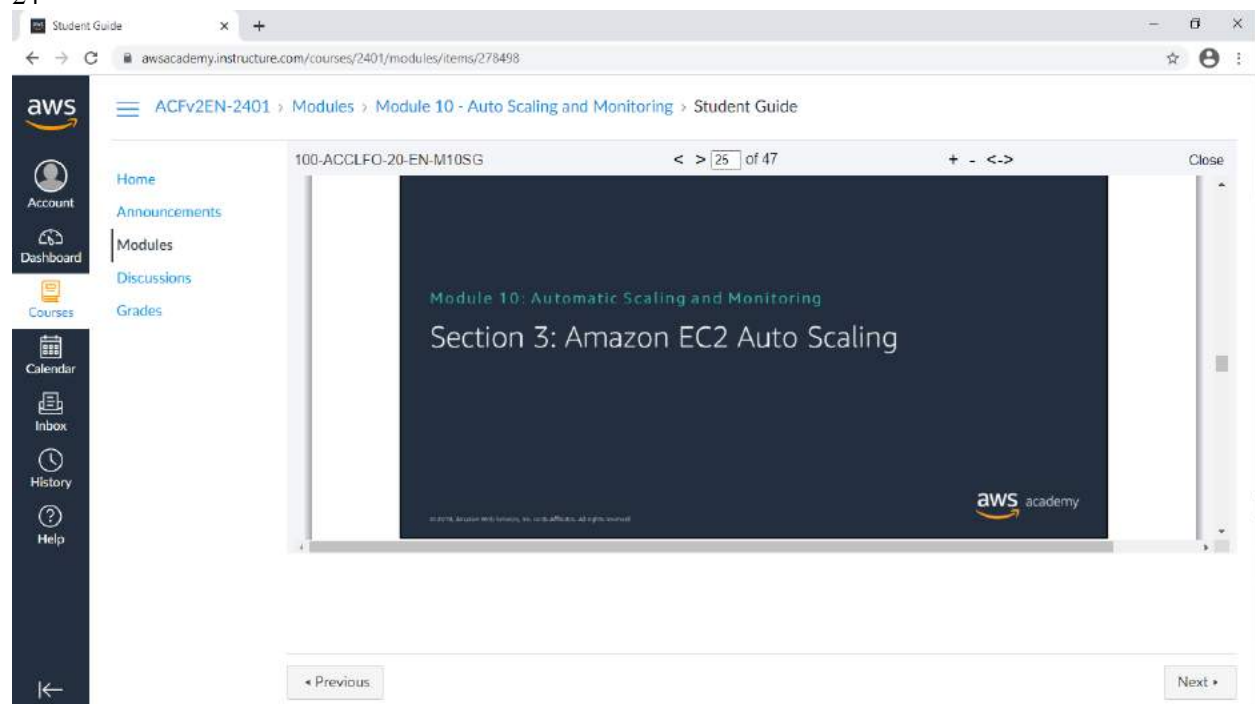 24
Student Guide
awsacademy.instructure.com/courses/2401/modules/items/278498
aws
ACFv2EN-2401 › Modules › Module 10 - Auto Scaling and Monitoring › Student Guide
Account
Dashboard
Courses
Calendar
Inbox
History
Help
Home
Announcements
Modules
Discussions
Grades
100-ACCLFO-20-EN-M10SG
< > 25 of 47
+ - <->
Close
Module 10: Automatic Scaling and Monitoring
Section 3: Amazon EC2 Auto Scaling
aws academy
◂ Previous
Next ▸